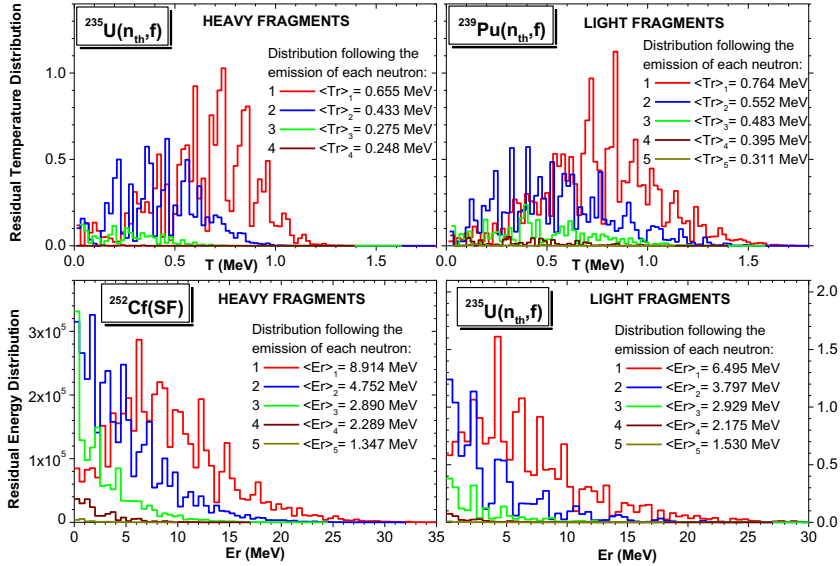 ²³⁵U(nₜₕ,f)
HEAVY FRAGMENTS
Distribution following the
emission of each neutron:
1 <Tr>₁= 0.655 MeV
2 <Tr>₂= 0.433 MeV
3 <Tr>₃= 0.275 MeV
4 <Tr>₄= 0.248 MeV
Residual Temperature Distribution
1.0
0.5
0.0
0.0 0.5 1.0 1.5
T (MeV)
²³⁹Pu(nₜₕ,f)
LIGHT FRAGMENTS
Distribution following the
emission of each neutron:
1 <Tr>₁= 0.764 MeV
2 <Tr>₂= 0.552 MeV
3 <Tr>₃= 0.483 MeV
4 <Tr>₄= 0.395 MeV
5 <Tr>₅= 0.311 MeV
0.5 1.0 1.5
T (MeV)
²⁵²Cf(SF)
HEAVY FRAGMENTS
Distribution following the
emission of each neutron:
1 <Er>₁= 8.914 MeV
2 <Er>₂= 4.752 MeV
3 <Er>₃= 2.890 MeV
4 <Er>₄= 2.289 MeV
5 <Er>₅= 1.347 MeV
Residual Energy Distribution
3x10⁵
2x10⁵
1x10⁵
0
0 5 10 15 20 25 30 35
Er (MeV)
²³⁵U(nₜₕ,f)
LIGHT FRAGMENTS
Distribution following the
emission of each neutron:
1 <Er>₁= 6.495 MeV
2 <Er>₂= 3.797 MeV
3 <Er>₃= 2.929 MeV
4 <Er>₄= 2.175 MeV
5 <Er>₅= 1.530 MeV
2.0
1.5
1.0
0.5
0.0
5 10 15 20 25 30
Er (MeV)